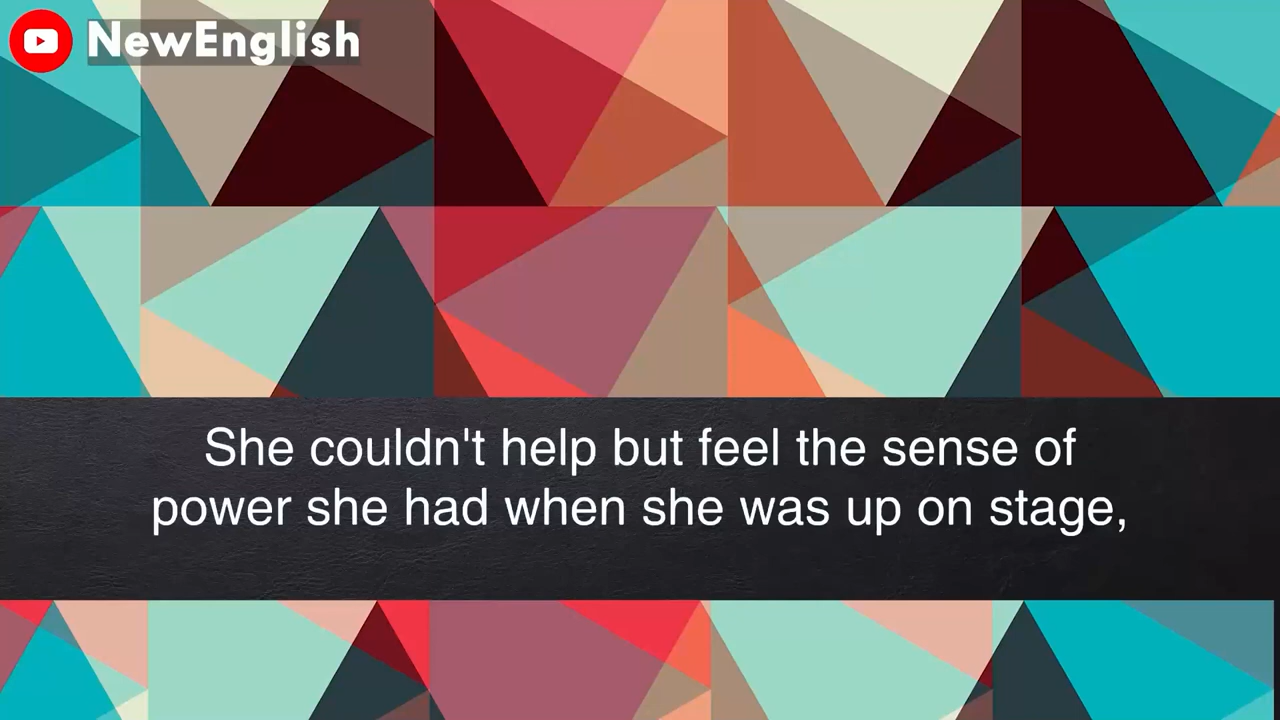 NewEnglish
She couldn't help but feel the sense of
power she had when she was up on stage,